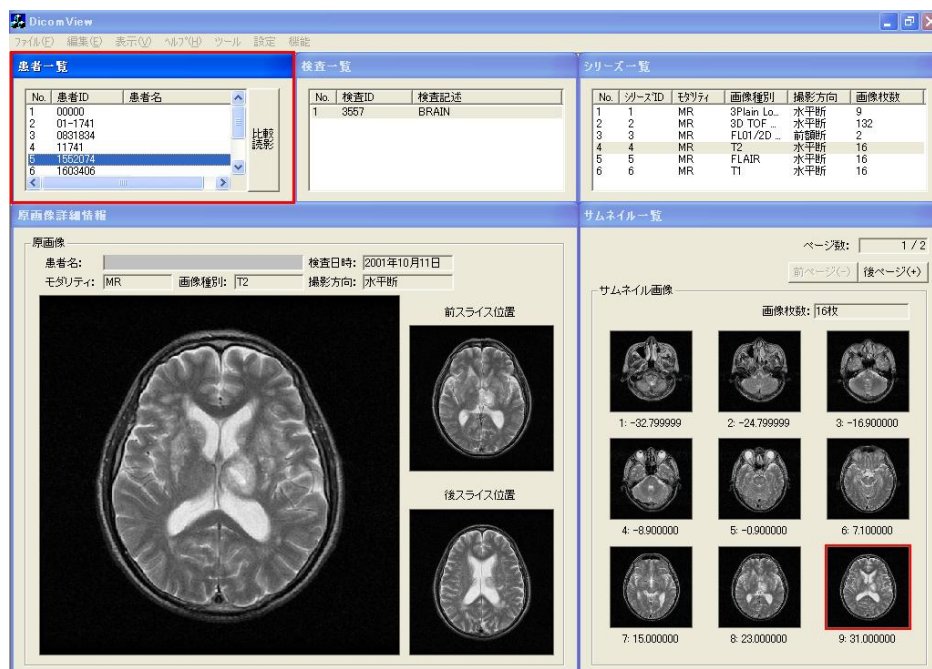 DicomView
ファイル(F) 編集(E) 表示(V) ヘルプ(H) ツール 設定 機能
患者一覧
No. 患者ID 患者名
1 00000
2 01-1741
3 0831834
4 11741
5 1552074
6 1603406
比較読影
検査一覧
No. 検査ID 検査記述
1 3557 BRAIN
シリーズ一覧
No. シリーズID モダリティ 画像種別 撮影方向 画像枚数
1 1 MR 3Plain Lo... 水平断 9
2 2 MR 3D TOF ... 水平断 132
3 3 MR FL01/2D ... 前額断 2
4 4 MR T2 水平断 16
5 5 MR FLAIR 水平断 16
6 6 MR T1 水平断 16
原画像詳細情報
原画像
患者名: 検査日時: 2001年10月11日
モダリティ: MR 画像種別: T2 撮影方向: 水平断
前スライス位置
後スライス位置
サムネイル一覧
ページ数: 1 / 2
前ページ(-) 後ページ(+)
サムネイル画像
画像枚数: 16枚
1: -32.799999 2: -24.799999 3: -16.900000
4: -8.900000 5: -0.900000 6: 7.100000
7: 15.000000 8: 23.000000 9: 31.000000